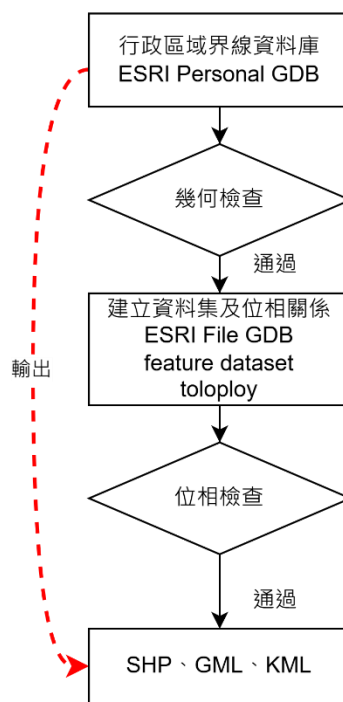 行政區域界線資料庫
ESRI Personal GDB
幾何檢查
通過
建立資料集及位相關係
ESRI File GDB
feature dataset
toloploy
輸出
位相檢查
通過
SHP、GML、KML